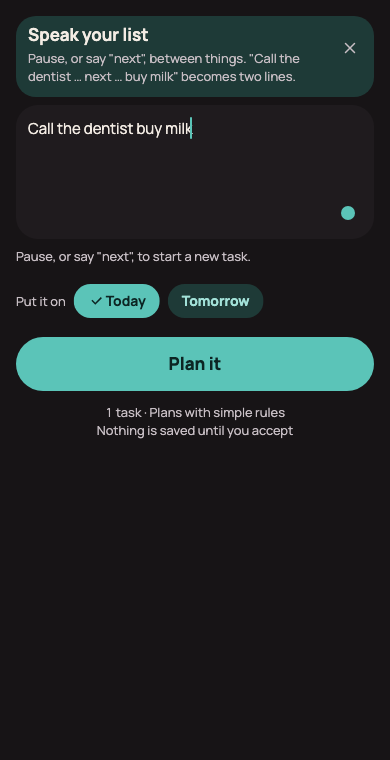 Speak your list
Pause, or say "next", between things. "Call the
dentist … next … buy milk" becomes two lines.
Call the dentist buy milk
Pause, or say "next", to start a new task.
Put it on
Today
Tomorrow
Plan it
1 task · Plans with simple rules
Nothing is saved until you accept